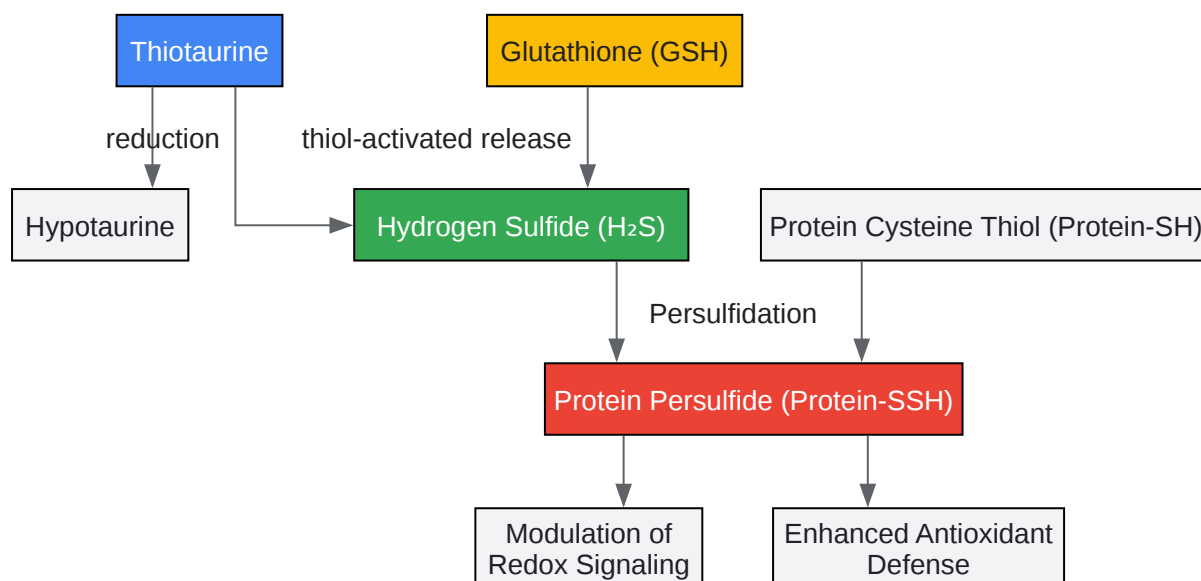 Thiotaurine
Glutathione (GSH)
reduction
thiol-activated release
Hypotaurine
Hydrogen Sulfide (H₂S)
Protein Cysteine Thiol (Protein-SH)
Persulfidation
Protein Persulfide (Protein-SSH)
Modulation of
Redox Signaling
Enhanced Antioxidant
Defense